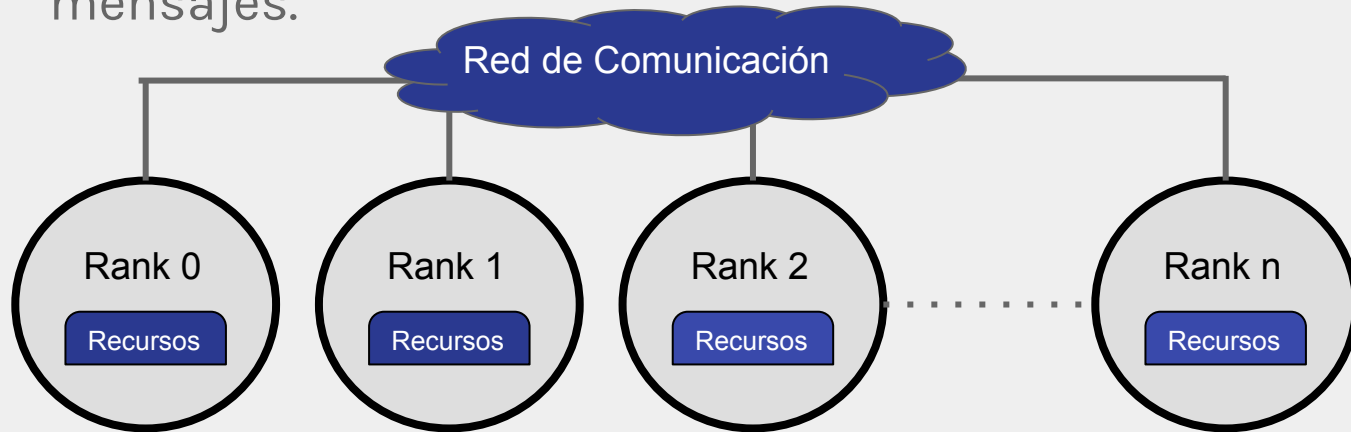 mensajes.
Red de Comunicación
Rank 0
Rank 1
Rank 2
Rank n
Recursos
Recursos
Recursos
Recursos